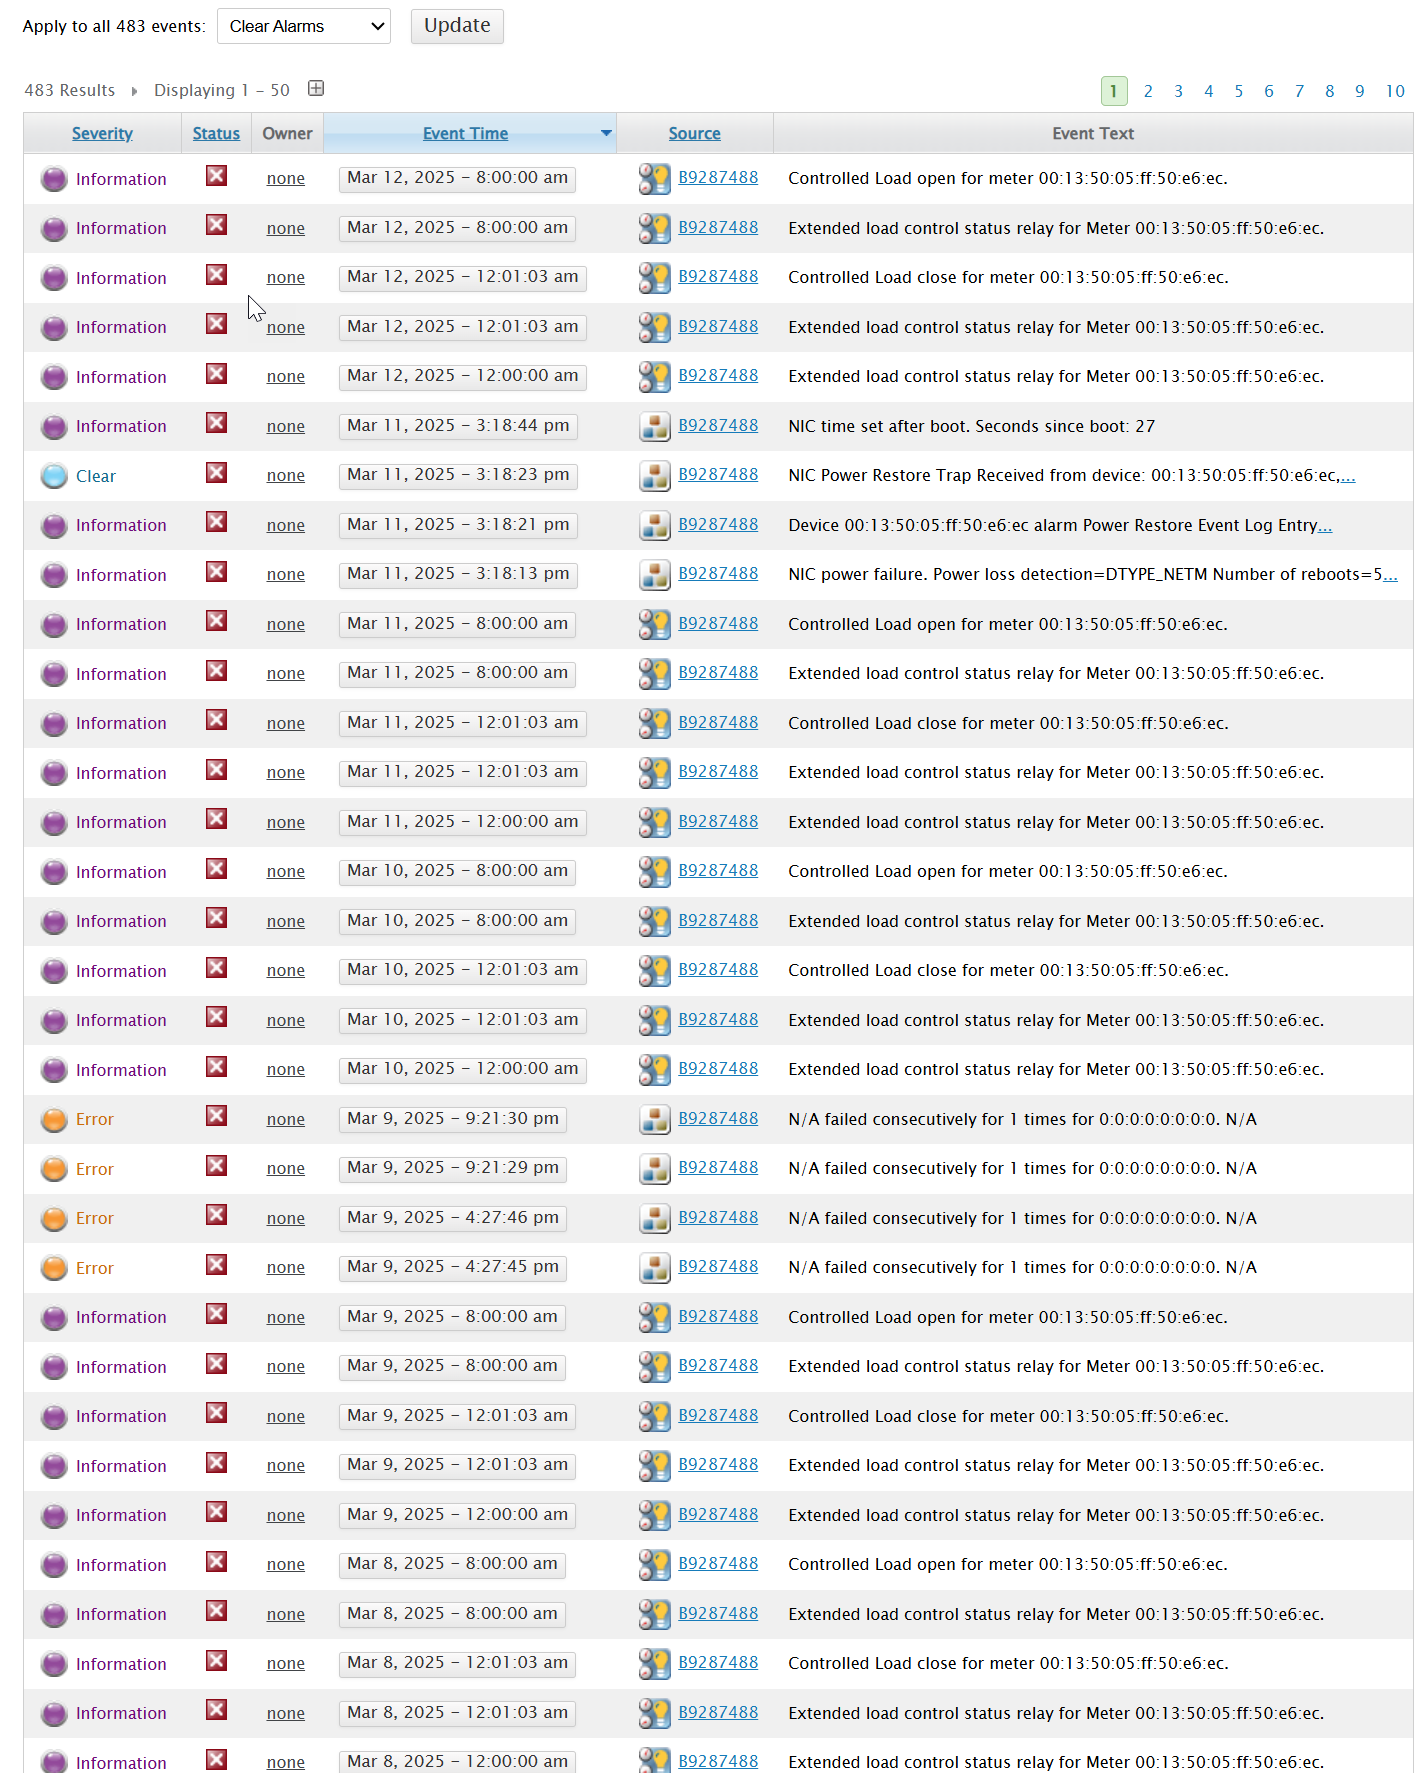 Apply to all 483 events: Clear Alarms Update
483 Results Displaying 1 – 50 1 2 3 4 5 6 7 8 9 10
Severity Status Owner Event Time Source Event Text
Information none Mar 12, 2025 – 8:00:00 am B9287488 Controlled Load open for meter 00:13:50:05:ff:50:e6:ec.
Information none Mar 12, 2025 – 8:00:00 am B9287488 Extended load control status relay for Meter 00:13:50:05:ff:50:e6:ec.
Information none Mar 12, 2025 – 12:01:03 am B9287488 Controlled Load close for meter 00:13:50:05:ff:50:e6:ec.
Information none Mar 12, 2025 – 12:01:03 am B9287488 Extended load control status relay for Meter 00:13:50:05:ff:50:e6:ec.
Information none Mar 12, 2025 – 12:00:00 am B9287488 Extended load control status relay for Meter 00:13:50:05:ff:50:e6:ec.
Information none Mar 11, 2025 – 3:18:44 pm B9287488 NIC time set after boot. Seconds since boot: 27
Clear none Mar 11, 2025 – 3:18:23 pm B9287488 NIC Power Restore Trap Received from device: 00:13:50:05:ff:50:e6:ec,...
Information none Mar 11, 2025 – 3:18:21 pm B9287488 Device 00:13:50:05:ff:50:e6:ec alarm Power Restore Event Log Entry...
Information none Mar 11, 2025 – 3:18:13 pm B9287488 NIC power failure. Power loss detection=DTYPE_NETM Number of reboots=5...
Information none Mar 11, 2025 – 8:00:00 am B9287488 Controlled Load open for meter 00:13:50:05:ff:50:e6:ec.
Information none Mar 11, 2025 – 8:00:00 am B9287488 Extended load control status relay for Meter 00:13:50:05:ff:50:e6:ec.
Information none Mar 11, 2025 – 12:01:03 am B9287488 Controlled Load close for meter 00:13:50:05:ff:50:e6:ec.
Information none Mar 11, 2025 – 12:01:03 am B9287488 Extended load control status relay for Meter 00:13:50:05:ff:50:e6:ec.
Information none Mar 11, 2025 – 12:00:00 am B9287488 Extended load control status relay for Meter 00:13:50:05:ff:50:e6:ec.
Information none Mar 10, 2025 – 8:00:00 am B9287488 Controlled Load open for meter 00:13:50:05:ff:50:e6:ec.
Information none Mar 10, 2025 – 8:00:00 am B9287488 Extended load control status relay for Meter 00:13:50:05:ff:50:e6:ec.
Information none Mar 10, 2025 – 12:01:03 am B9287488 Controlled Load close for meter 00:13:50:05:ff:50:e6:ec.
Information none Mar 10, 2025 – 12:01:03 am B9287488 Extended load control status relay for Meter 00:13:50:05:ff:50:e6:ec.
Information none Mar 10, 2025 – 12:00:00 am B9287488 Extended load control status relay for Meter 00:13:50:05:ff:50:e6:ec.
Error none Mar 9, 2025 – 9:21:30 pm B9287488 N/A failed consecutively for 1 times for 0:0:0:0:0:0:0:0. N/A
Error none Mar 9, 2025 – 9:21:29 pm B9287488 N/A failed consecutively for 1 times for 0:0:0:0:0:0:0:0. N/A
Error none Mar 9, 2025 – 4:27:46 pm B9287488 N/A failed consecutively for 1 times for 0:0:0:0:0:0:0:0. N/A
Error none Mar 9, 2025 – 4:27:45 pm B9287488 N/A failed consecutively for 1 times for 0:0:0:0:0:0:0:0. N/A
Information none Mar 9, 2025 – 8:00:00 am B9287488 Controlled Load open for meter 00:13:50:05:ff:50:e6:ec.
Information none Mar 9, 2025 – 8:00:00 am B9287488 Extended load control status relay for Meter 00:13:50:05:ff:50:e6:ec.
Information none Mar 9, 2025 – 12:01:03 am B9287488 Controlled Load close for meter 00:13:50:05:ff:50:e6:ec.
Information none Mar 9, 2025 – 12:01:03 am B9287488 Extended load control status relay for Meter 00:13:50:05:ff:50:e6:ec.
Information none Mar 9, 2025 – 12:00:00 am B9287488 Extended load control status relay for Meter 00:13:50:05:ff:50:e6:ec.
Information none Mar 8, 2025 – 8:00:00 am B9287488 Controlled Load open for meter 00:13:50:05:ff:50:e6:ec.
Information none Mar 8, 2025 – 8:00:00 am B9287488 Extended load control status relay for Meter 00:13:50:05:ff:50:e6:ec.
Information none Mar 8, 2025 – 12:01:03 am B9287488 Controlled Load close for meter 00:13:50:05:ff:50:e6:ec.
Information none Mar 8, 2025 – 12:01:03 am B9287488 Extended load control status relay for Meter 00:13:50:05:ff:50:e6:ec.
Information none Mar 8, 2025 – 12:00:00 am B9287488 Extended load control status relay for Meter 00:13:50:05:ff:50:e6:ec.